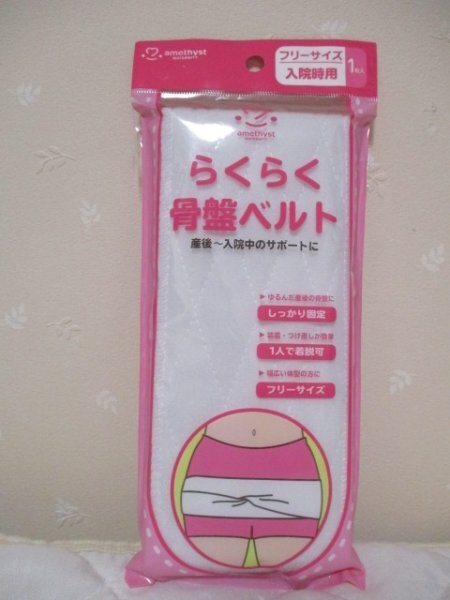 amethyst
フリーサイズ
入院時用
1枚入
amethyst
らくらく
骨盤ベルト
産後〜入院中のサポートに
▶ ゆるんだ産後の骨盤に
しっかり固定
▶ 装着・つけ直しが簡単
1人で着脱可
▶ 幅広い体型の方に
フリーサイズ